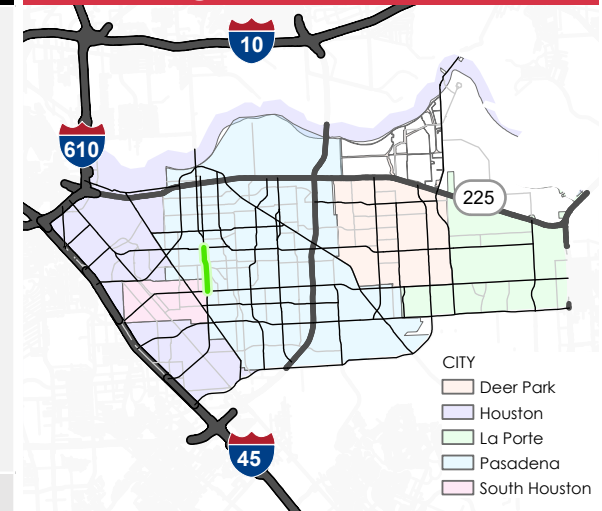 10
610
225
CITY
Deer Park
Houston
La Porte
Pasadena
South Houston
45